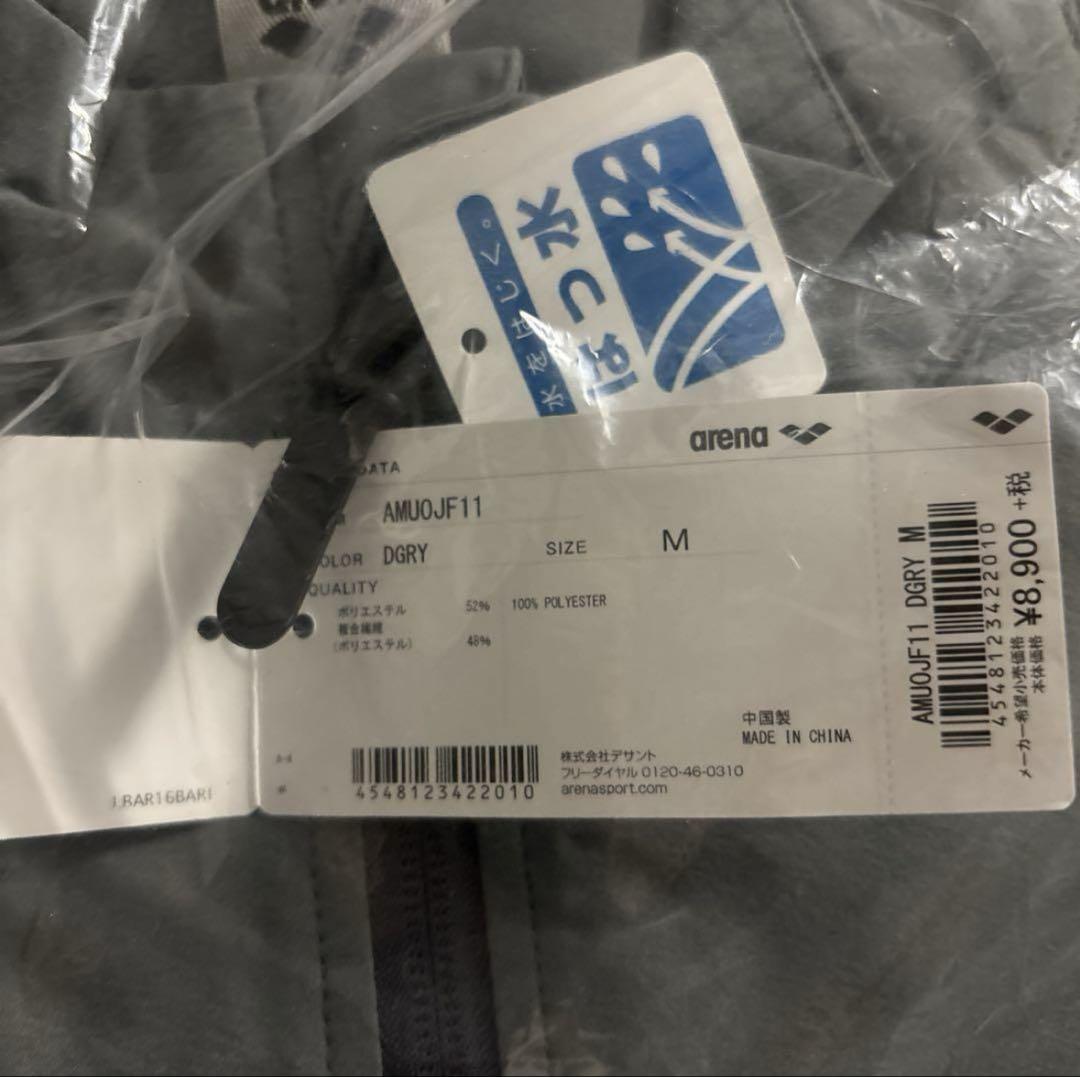 はっ水
水をはじく。
arena
DATA
AMUOJF11
COLOR DGRY SIZE M
QUALITY
ポリエステル 52% 100% POLYESTER
複合繊維
(ポリエステル) 48%
中国製
MADE IN CHINA
4548123422010
株式会社デサント
フリーダイヤル 0120-46-0310
arenasport.com
AMUOJF11 DGRY M
4548123422010
メーカー希望小売価格
本体価格 ¥8,900 +税
J.BAR16BARI